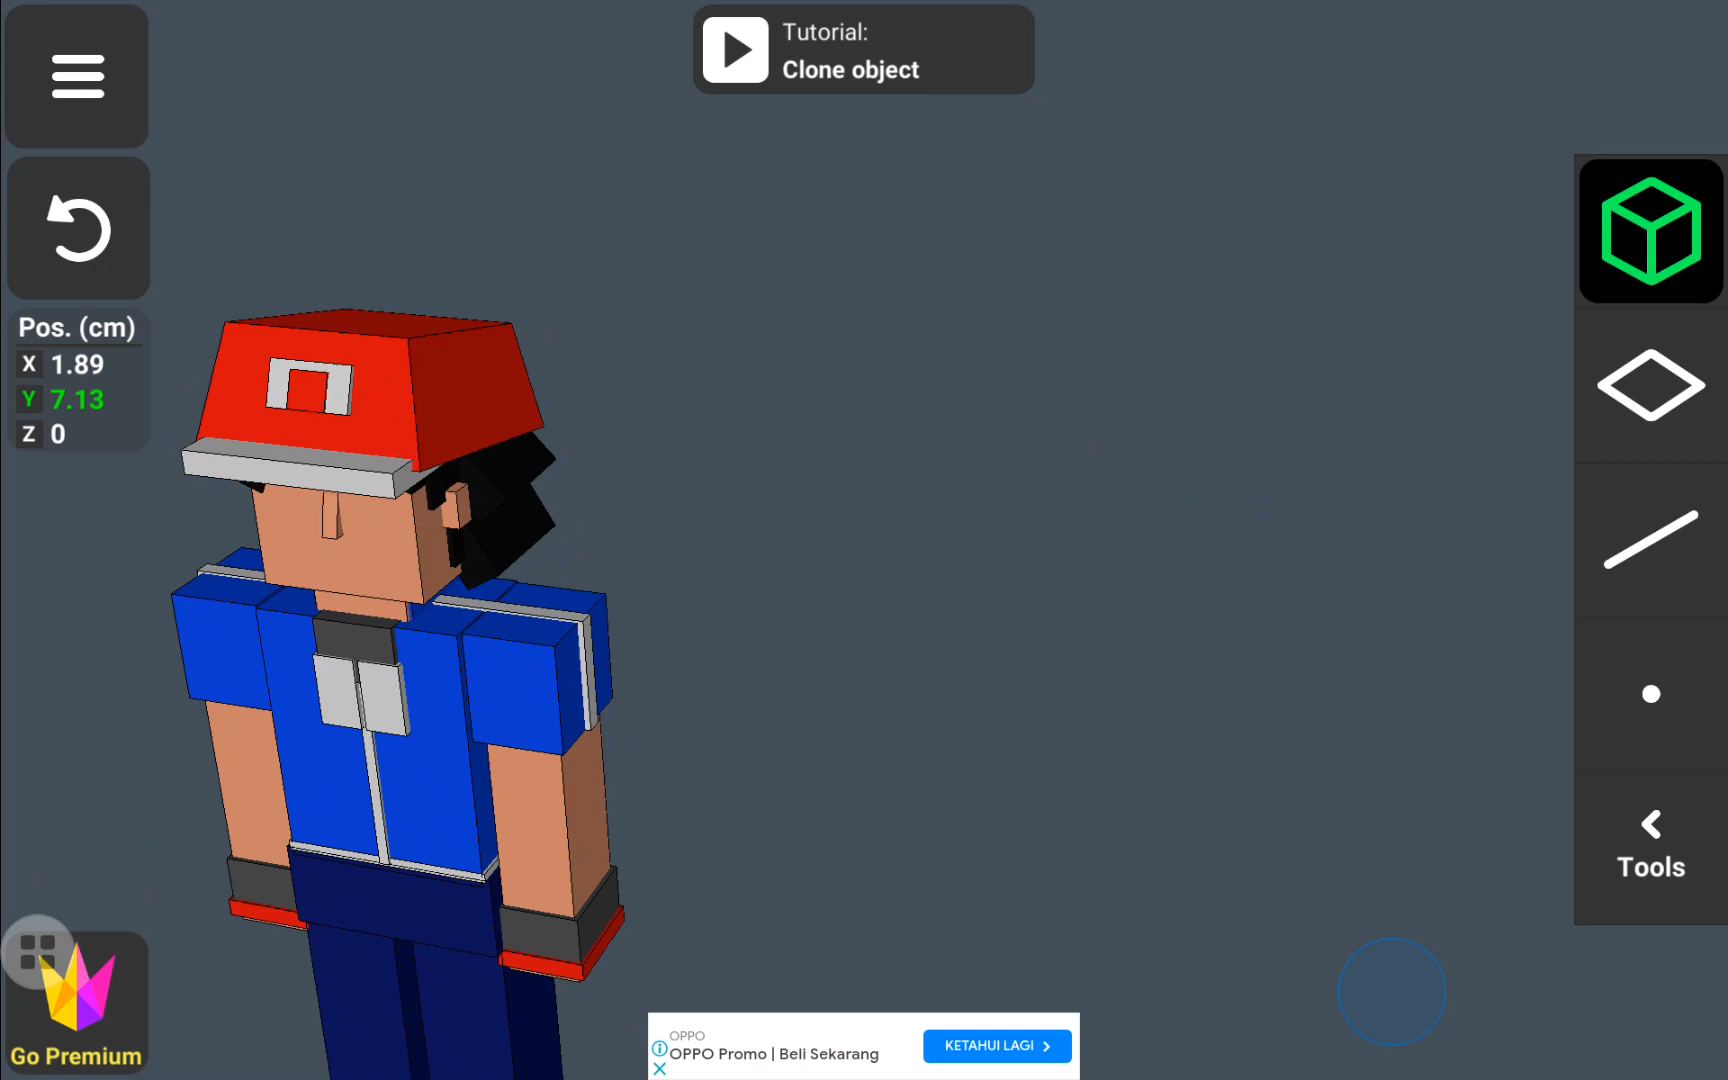 Tutorial:
Clone object
Pos. (cm)
X 1.89
Y 7.13
Z 0
Tools
Go Premium
OPPO
OPPO Promo | Beli Sekarang
KETAHUI LAGI